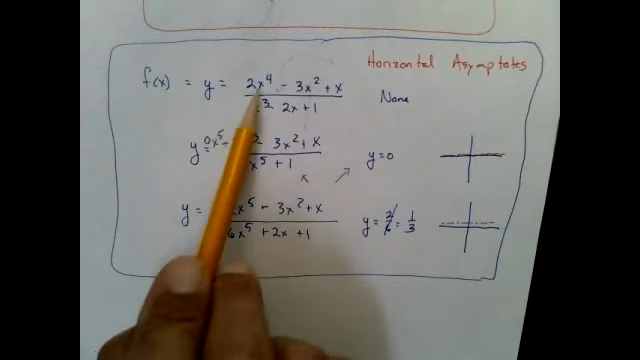 Horizontal Asymptotes
f(x) = y = 2x⁴ - 3x² + x
- 2x + 1
None
y = 0x⁵ + 3x² + x
x⁵ + 1
y = 0
y = x⁵ - 3x² + x
6x⁵ + 2x + 1
y = 2/6 = 1/3